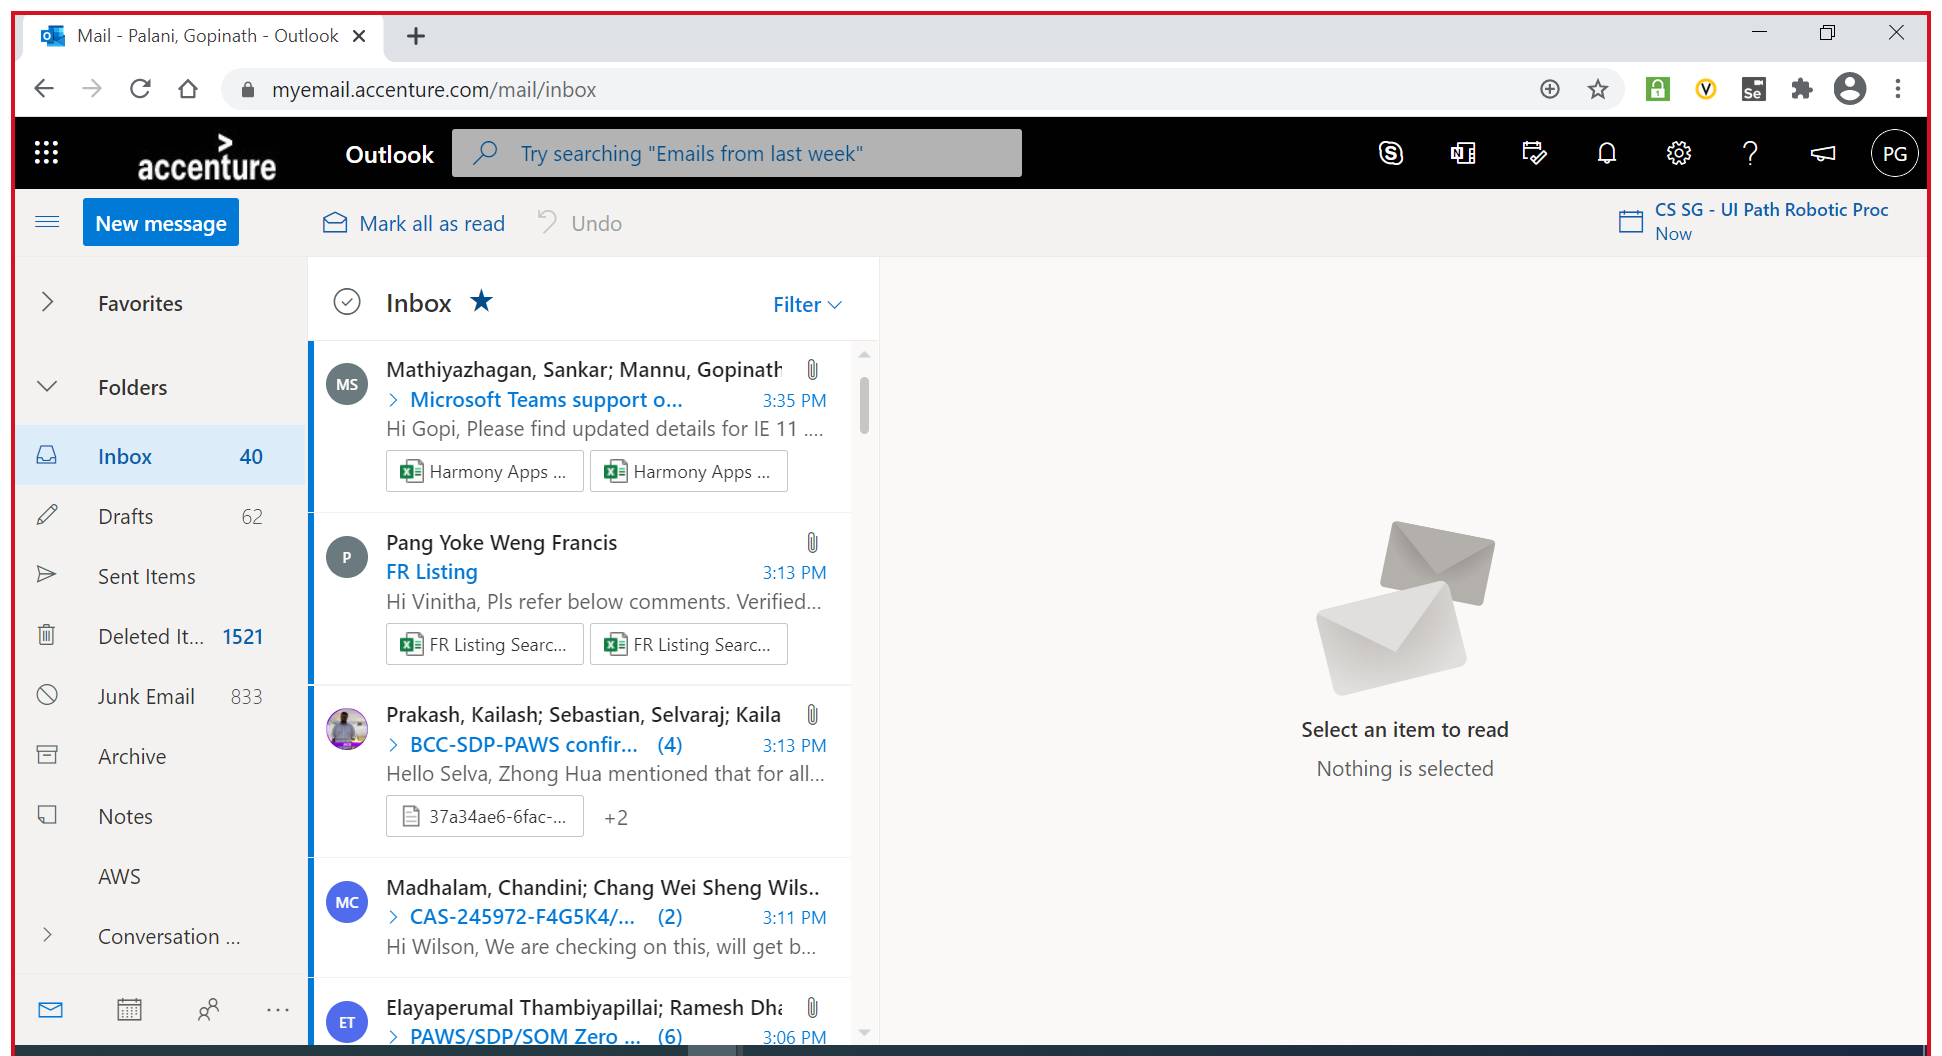 Mail - Palani, Gopinath - Outlook
myemail.accenture.com/mail/inbox
Se
accenture
Outlook
Try searching "Emails from last week"
PG
New message
Mark all as read
Undo
CS SG - UI Path Robotic Proc
Now
Favorites
Folders
Inbox 40
Drafts 62
Sent Items
Deleted It... 1521
Junk Email 833
Archive
Notes
AWS
Conversation ...
Inbox
Filter
MS
Mathiyazhagan, Sankar; Mannu, Gopinath
Microsoft Teams support o... 3:35 PM
Hi Gopi, Please find updated details for IE 11 ....
Harmony Apps ... Harmony Apps ...
P
Pang Yoke Weng Francis
FR Listing 3:13 PM
Hi Vinitha, Pls refer below comments. Verified...
FR Listing Searc... FR Listing Searc...
Prakash, Kailash; Sebastian, Selvaraj; Kaila
BCC-SDP-PAWS confir... (4) 3:13 PM
Hello Selva, Zhong Hua mentioned that for all...
37a34ae6-6fac-... +2
MC
Madhalam, Chandini; Chang Wei Sheng Wils..
CAS-245972-F4G5K4/... (2) 3:11 PM
Hi Wilson, We are checking on this, will get b...
ET
Elayaperumal Thambiyapillai; Ramesh Dha
PAWS/SDP/SOM Zero ... (6) 3:06 PM
Select an item to read
Nothing is selected